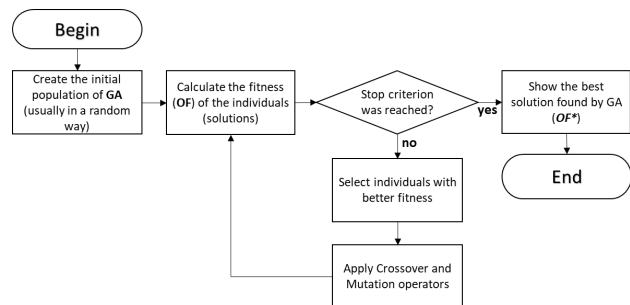 Begin
Create the initial
population of GA
(usually in a random
way)
Calculate the fitness
(OF) of the individuals
(solutions)
Stop criterion
was reached?
yes
Show the best
solution found by GA
(OF*)
End
no
Select individuals with
better fitness
Apply Crossover and
Mutation operators